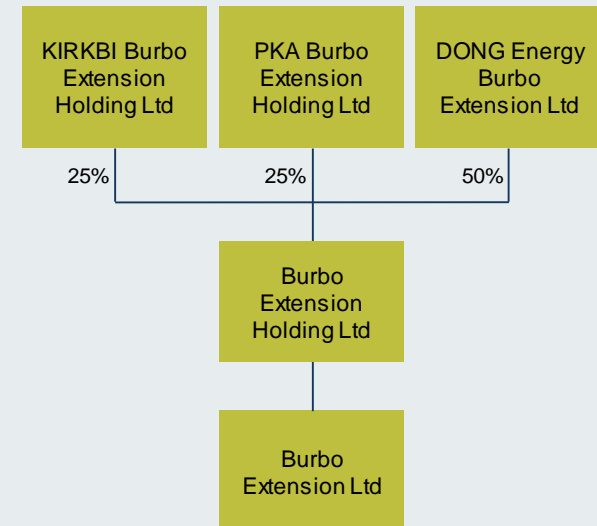 KIRKBI Burbo
Extension
Holding Ltd
PKA Burbo
Extension
Holding Ltd
DONG Energy
Burbo
Extension Ltd
25%
25%
50%
Burbo
Extension
Holding Ltd
Burbo
Extension Ltd